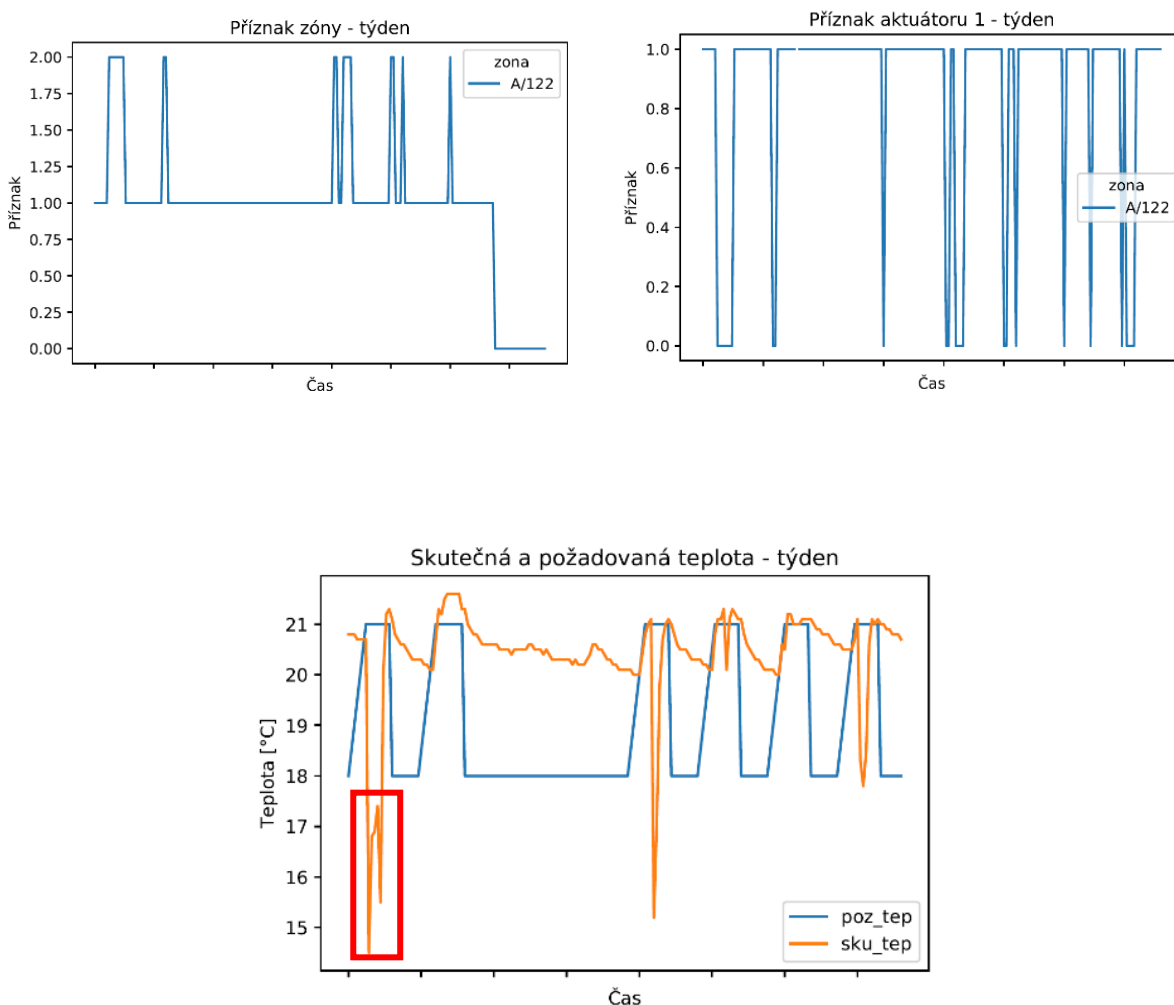 Příznak zóny - týden
zona
A/122
Příznak
2.00
1.75
1.50
1.25
1.00
0.75
0.50
0.25
0.00
Čas
Příznak aktuátoru 1 - týden
zona
A/122
Příznak
1.0
0.8
0.6
0.4
0.2
0.0
Čas
Skutečná a požadovaná teplota - týden
Teplota [°C]
21
20
19
18
17
16
15
poz_tep
sku_tep
Čas